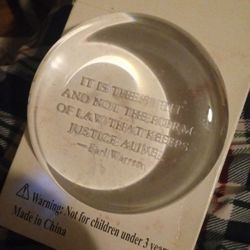 IT IS THE SPIRIT
AND NOT THE FORM
OF LAW THAT KEEPS
JUSTICE ALIVE.
—Earl Warren
Warning: Not for children under 3 years
Made in China